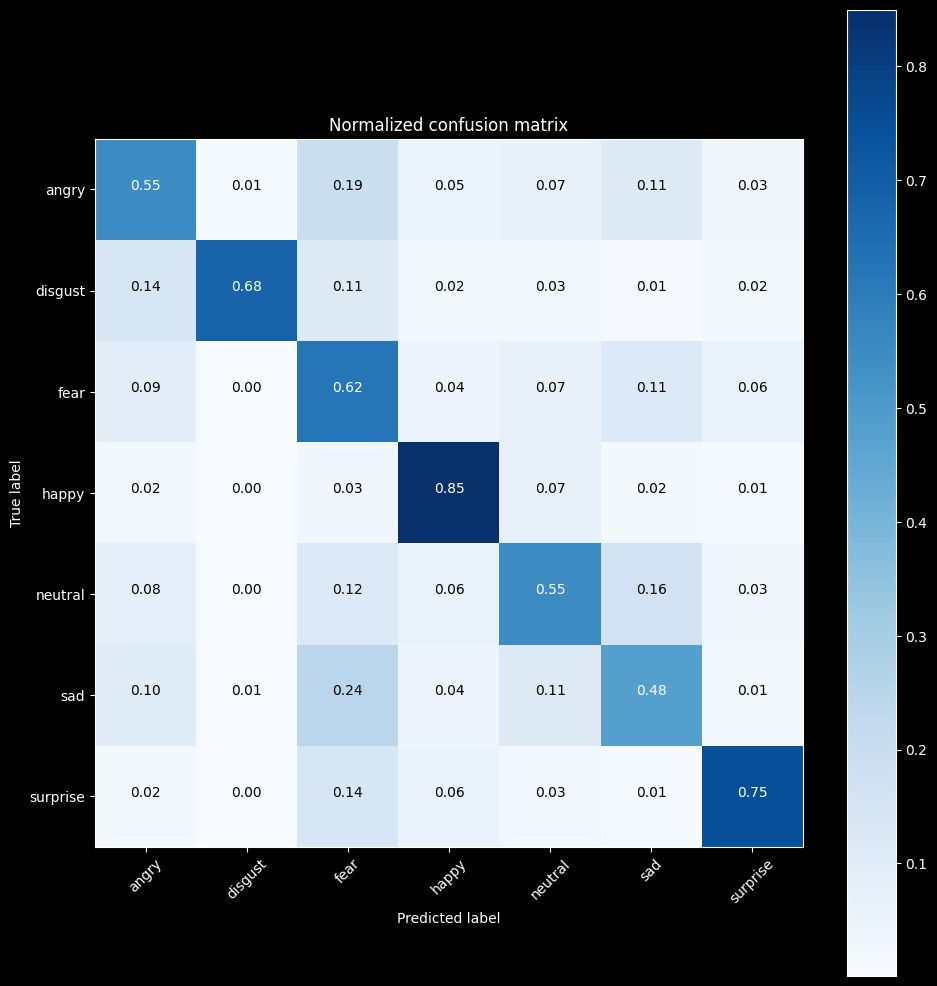 Normalized confusion matrix
True label
angry 0.55 0.01 0.19 0.05 0.07 0.11 0.03
disgust 0.14 0.68 0.11 0.02 0.03 0.01 0.02
fear 0.09 0.00 0.62 0.04 0.07 0.11 0.06
happy 0.02 0.00 0.03 0.85 0.07 0.02 0.01
neutral 0.08 0.00 0.12 0.06 0.55 0.16 0.03
sad 0.10 0.01 0.24 0.04 0.11 0.48 0.01
surprise 0.02 0.00 0.14 0.06 0.03 0.01 0.75
angry disgust fear happy neutral sad surprise
Predicted label
0.8
0.7
0.6
0.5
0.4
0.3
0.2
0.1